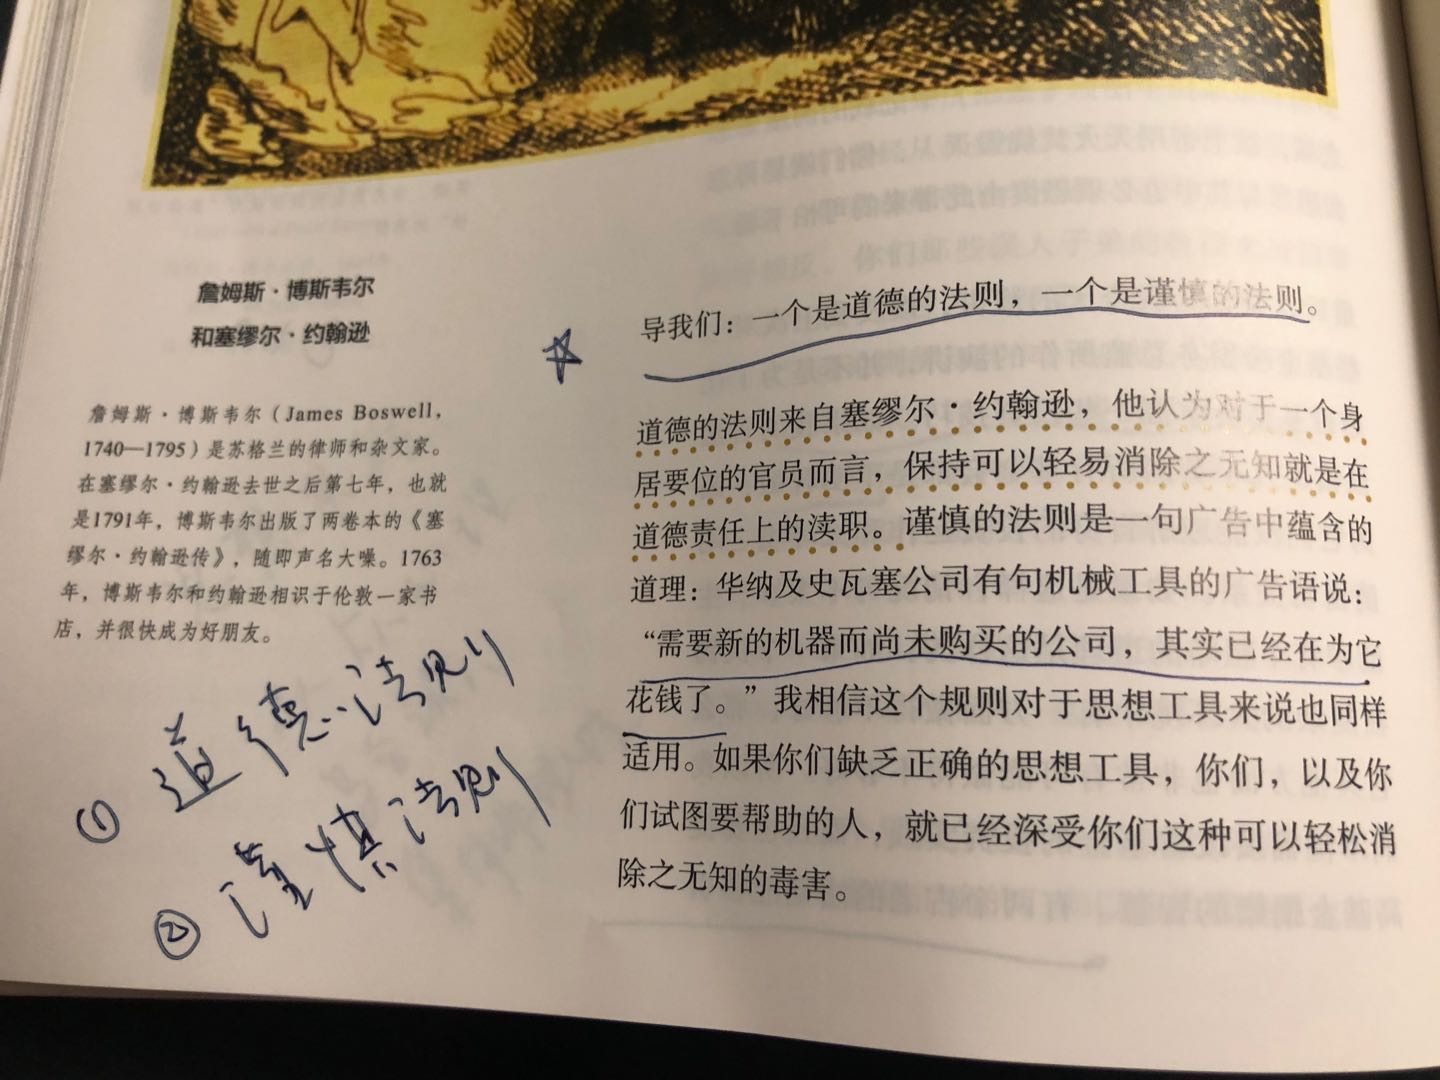 詹姆斯·博斯韦尔
和塞缪尔·约翰逊
詹姆斯·博斯韦尔（James Boswell，
1740—1795）是苏格兰的律师和杂文家。
在塞缪尔·约翰逊去世之后第七年，也就
是1791年，博斯韦尔出版了两卷本的《塞
缪尔·约翰逊传》，随即声名大噪。1763
年，博斯韦尔和约翰逊相识于伦敦一家书
店，并很快成为好朋友。
① 道德法则
② 谨慎法则
导我们：一个是道德的法则，一个是谨慎的法则。
道德的法则来自塞缪尔·约翰逊，他认为对于一个身
居要位的官员而言，保持可以轻易消除之无知就是在
道德责任上的渎职。谨慎的法则是一句广告中蕴含的
道理：华纳及史瓦塞公司有句机械工具的广告语说：
“需要新的机器而尚未购买的公司，其实已经在为它
花钱了。”我相信这个规则对于思想工具来说也同样
适用。如果你们缺乏正确的思想工具，你们，以及你
们试图要帮助的人，就已经深受你们这种可以轻松消
除之无知的毒害。